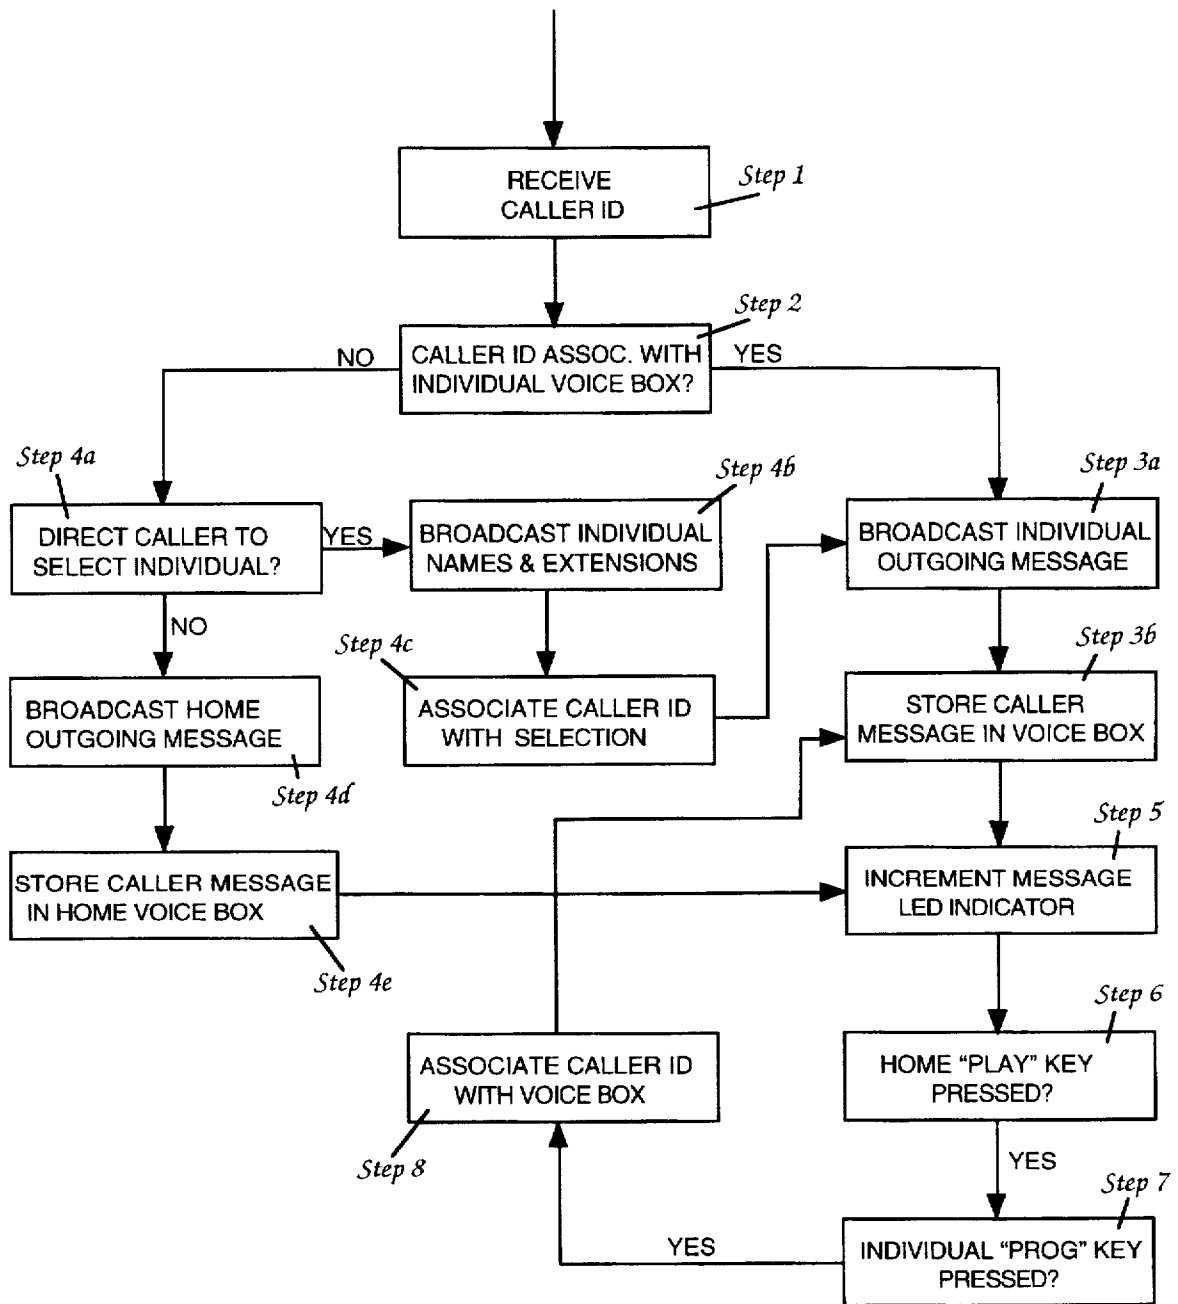 RECEIVE
CALLER ID
Step 1
Step 2
CALLER ID ASSOC. WITH
INDIVIDUAL VOICE BOX?
NO
YES
Step 4a
DIRECT CALLER TO
SELECT INDIVIDUAL?
YES
NO
Step 4b
BROADCAST INDIVIDUAL
NAMES & EXTENSIONS
Step 3a
BROADCAST INDIVIDUAL
OUTGOING MESSAGE
Step 4c
ASSOCIATE CALLER ID
WITH SELECTION
Step 3b
STORE CALLER
MESSAGE IN VOICE BOX
BROADCAST HOME
OUTGOING MESSAGE
Step 4d
STORE CALLER MESSAGE
IN HOME VOICE BOX
Step 4e
Step 5
INCREMENT MESSAGE
LED INDICATOR
Step 6
HOME “PLAY” KEY
PRESSED?
YES
ASSOCIATE CALLER ID
WITH VOICE BOX
Step 8
Step 7
INDIVIDUAL “PROG” KEY
PRESSED?
YES